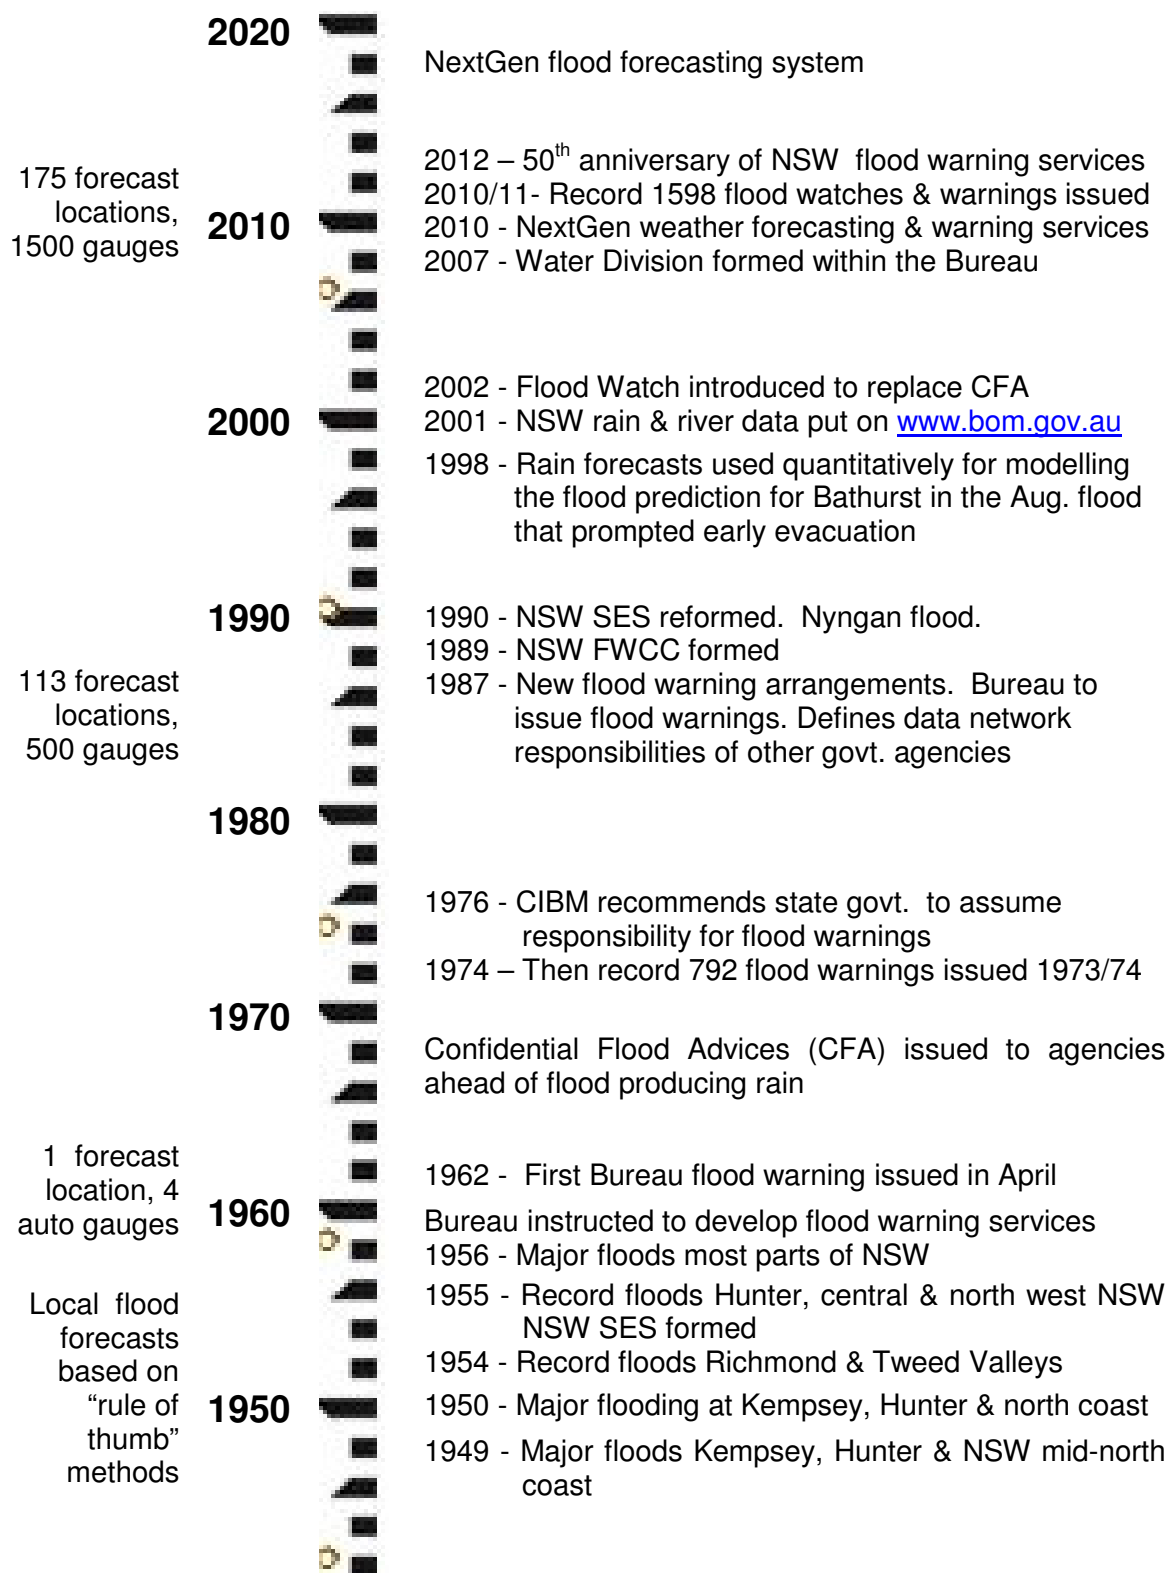 2020
NextGen flood forecasting system
175 forecast
locations,
1500 gauges
2012 – 50th anniversary of NSW flood warning services
2010/11- Record 1598 flood watches & warnings issued
2010
2010 - NextGen weather forecasting & warning services
2007 - Water Division formed within the Bureau
2002 - Flood Watch introduced to replace CFA
2000
2001 - NSW rain & river data put on www.bom.gov.au
1998 - Rain forecasts used quantitatively for modelling
the flood prediction for Bathurst in the Aug. flood
that prompted early evacuation
1990
1990 - NSW SES reformed. Nyngan flood.
1989 - NSW FWCC formed
113 forecast
locations,
500 gauges
1987 - New flood warning arrangements. Bureau to
issue flood warnings. Defines data network
responsibilities of other govt. agencies
1980
1976 - CIBM recommends state govt. to assume
responsibility for flood warnings
1974 – Then record 792 flood warnings issued 1973/74
1970
Confidential Flood Advices (CFA) issued to agencies
ahead of flood producing rain
1 forecast
location, 4
auto gauges
1962 - First Bureau flood warning issued in April
1960
Bureau instructed to develop flood warning services
1956 - Major floods most parts of NSW
Local flood
forecasts
based on
“rule of
thumb”
methods
1955 - Record floods Hunter, central & north west NSW
NSW SES formed
1954 - Record floods Richmond & Tweed Valleys
1950
1950 - Major flooding at Kempsey, Hunter & north coast
1949 - Major floods Kempsey, Hunter & NSW mid-north
coast